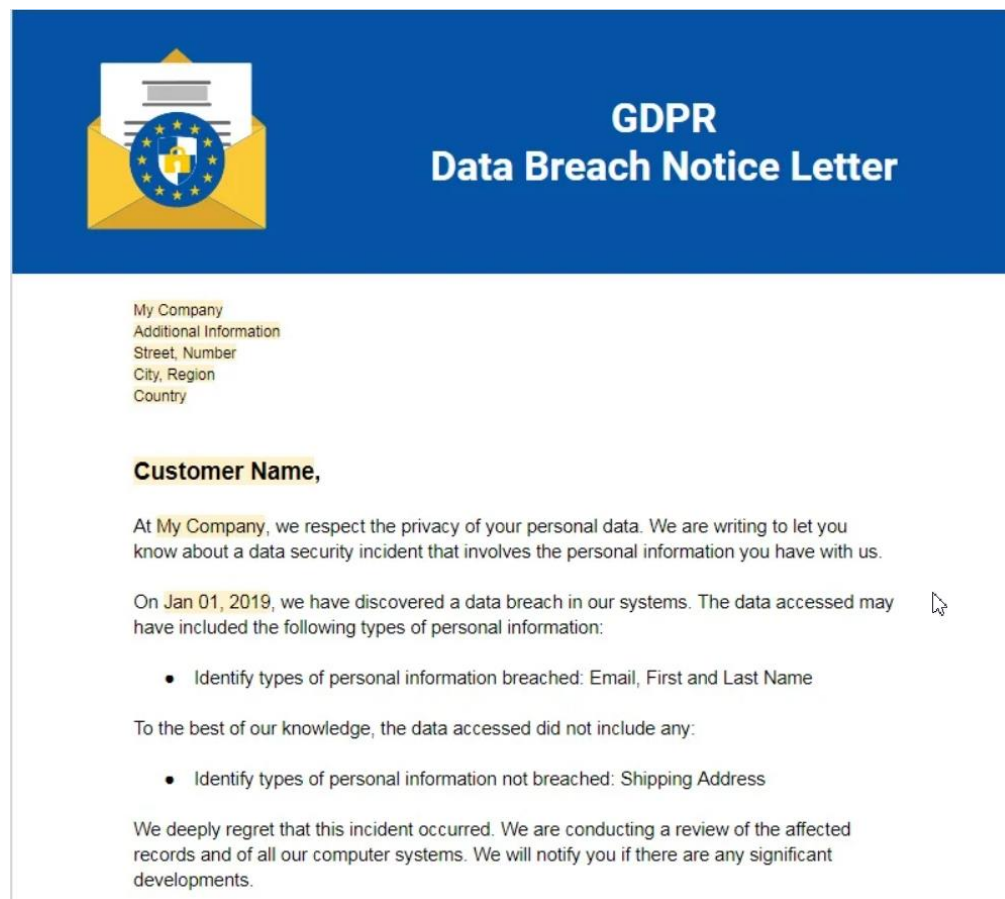 GDPR
Data Breach Notice Letter
My Company
Additional Information
Street, Number
City, Region
Country
Customer Name,
At My Company, we respect the privacy of your personal data. We are writing to let you
know about a data security incident that involves the personal information you have with us.
On Jan 01, 2019, we have discovered a data breach in our systems. The data accessed may
have included the following types of personal information:
● Identify types of personal information breached: Email, First and Last Name
To the best of our knowledge, the data accessed did not include any:
● Identify types of personal information not breached: Shipping Address
We deeply regret that this incident occurred. We are conducting a review of the affected
records and of all our computer systems. We will notify you if there are any significant
developments.